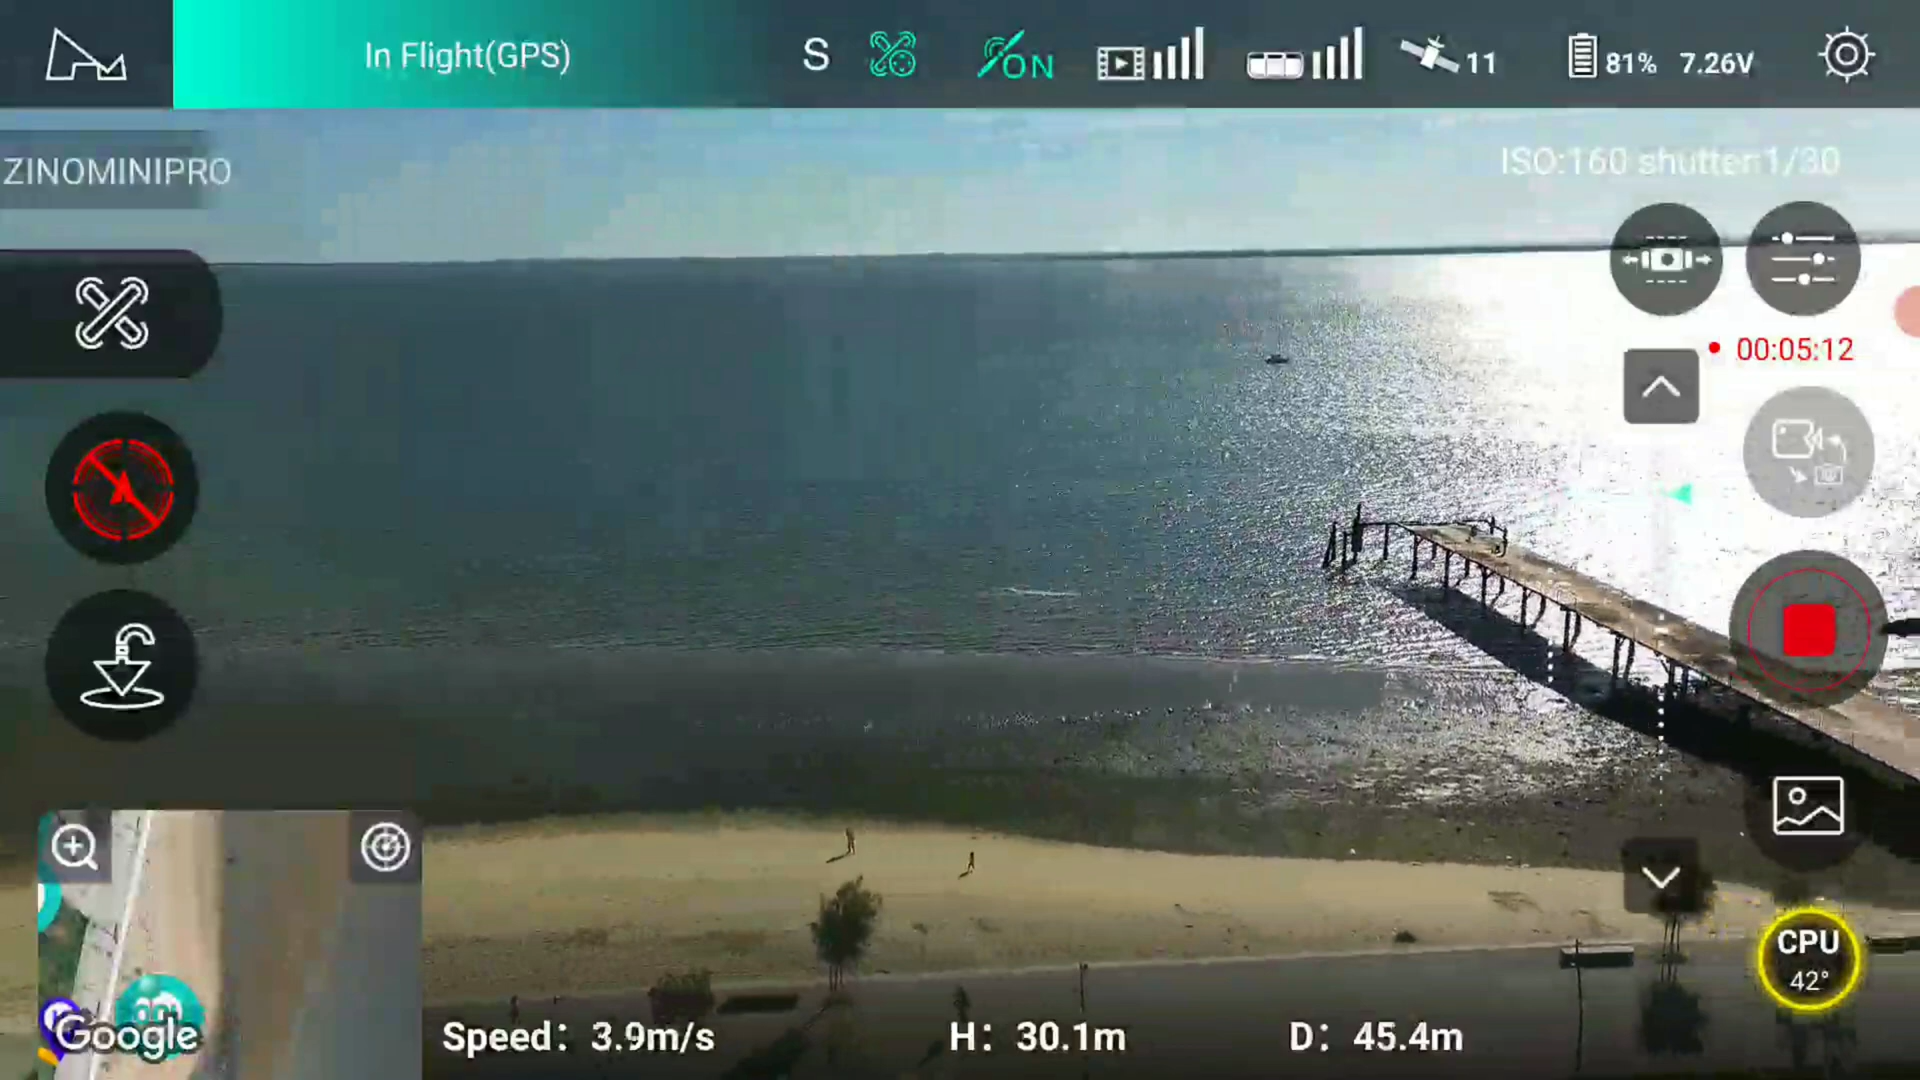 In Flight(GPS)
S
ON
11
81%
7.26V
ZINOMINIPRO
ISO:160 shutter:1/30
00:05:12
CPU
42°
Google
Speed: 3.9m/s
H: 30.1m
D: 45.4m